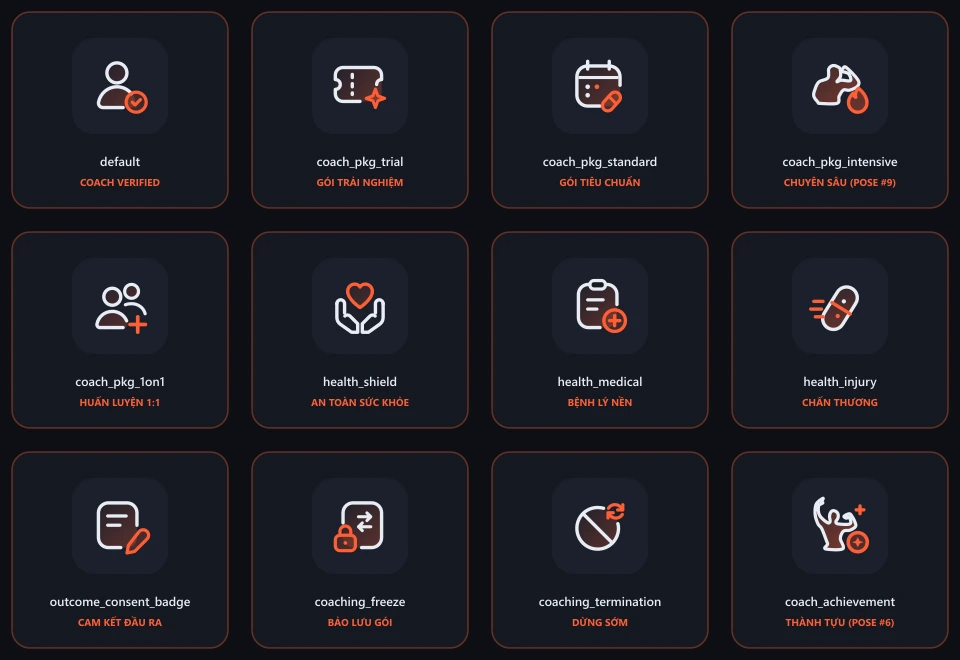 default
COACH VERIFIED
coach_pkg_trial
GÓI TRẢI NGHIỆM
coach_pkg_standard
GÓI TIÊU CHUẨN
coach_pkg_intensive
CHUYÊN SÂU (POSE #9)
coach_pkg_1on1
HUẤN LUYỆN 1:1
health_shield
AN TOÀN SỨC KHỎE
health_medical
BỆNH LÝ NỀN
health_injury
CHẤN THƯƠNG
outcome_consent_badge
CAM KẾT ĐẦU RA
coaching_freeze
BẢO LƯU GÓI
coaching_termination
DỪNG SỚM
coach_achievement
THÀNH TỰU (POSE #6)